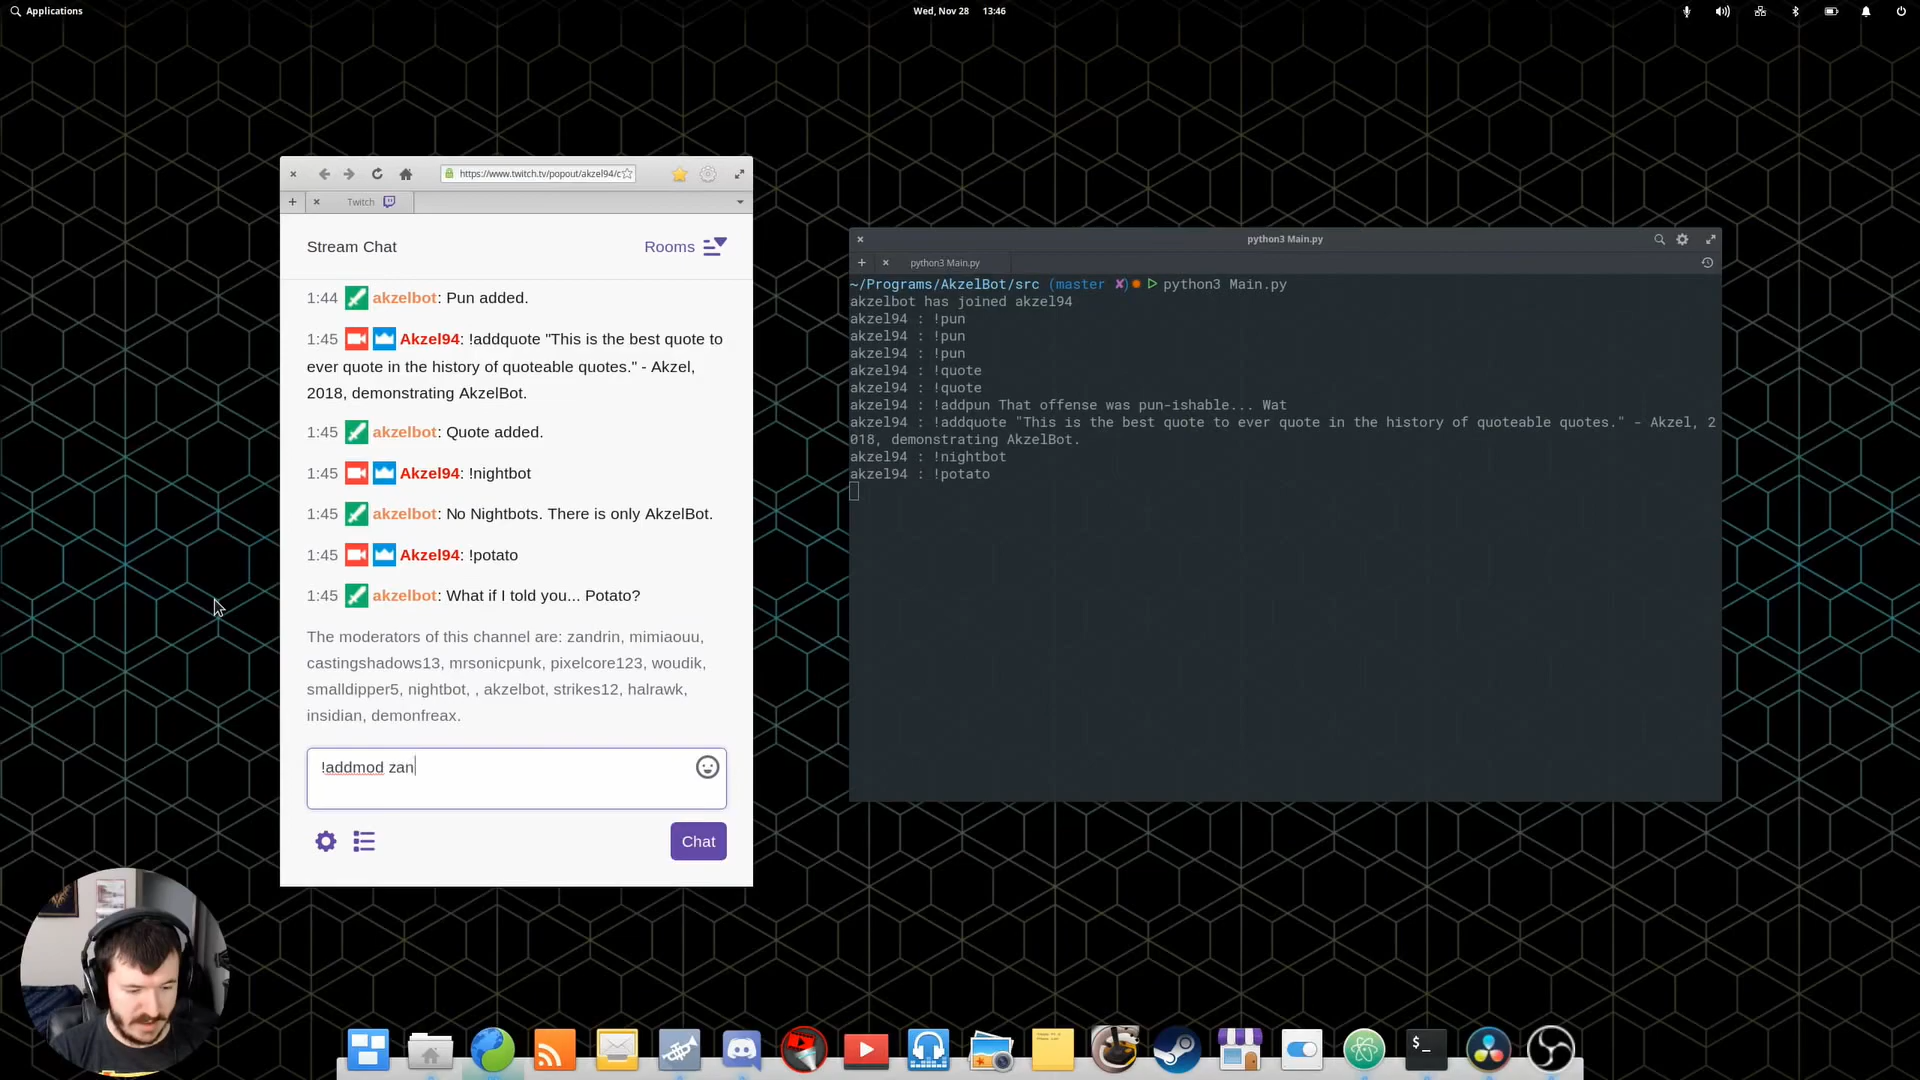 Applications
Wed, Nov 28 13:46
https://www.twitch.tv/popout/akzel94/c
Twitch
Stream Chat
Rooms
1:44 akzelbot: Pun added.
1:45 Akzel94: !addquote "This is the best quote to
ever quote in the history of quoteable quotes." - Akzel,
2018, demonstrating AkzelBot.
1:45 akzelbot: Quote added.
1:45 Akzel94: !nightbot
1:45 akzelbot: No Nightbots. There is only AkzelBot.
1:45 Akzel94: !potato
1:45 akzelbot: What if I told you... Potato?
The moderators of this channel are: zandrin, mimiaouu,
castingshadows13, mrsonicpunk, pixelcore123, woudik,
smalldipper5, nightbot, , akzelbot, strikes12, halrawk,
insidian, demonfreax.
!addmod zan
Chat
python3 Main.py
python3 Main.py
~/Programs/AkzelBot/src (master ✘) python3 Main.py
akzelbot has joined akzel94
akzel94 : !pun
akzel94 : !pun
akzel94 : !pun
akzel94 : !quote
akzel94 : !quote
akzel94 : !addpun That offense was pun-ishable... Wat
akzel94 : !addquote "This is the best quote to ever quote in the history of quoteable quotes." - Akzel, 2
018, demonstrating AkzelBot.
akzel94 : !nightbot
akzel94 : !potato